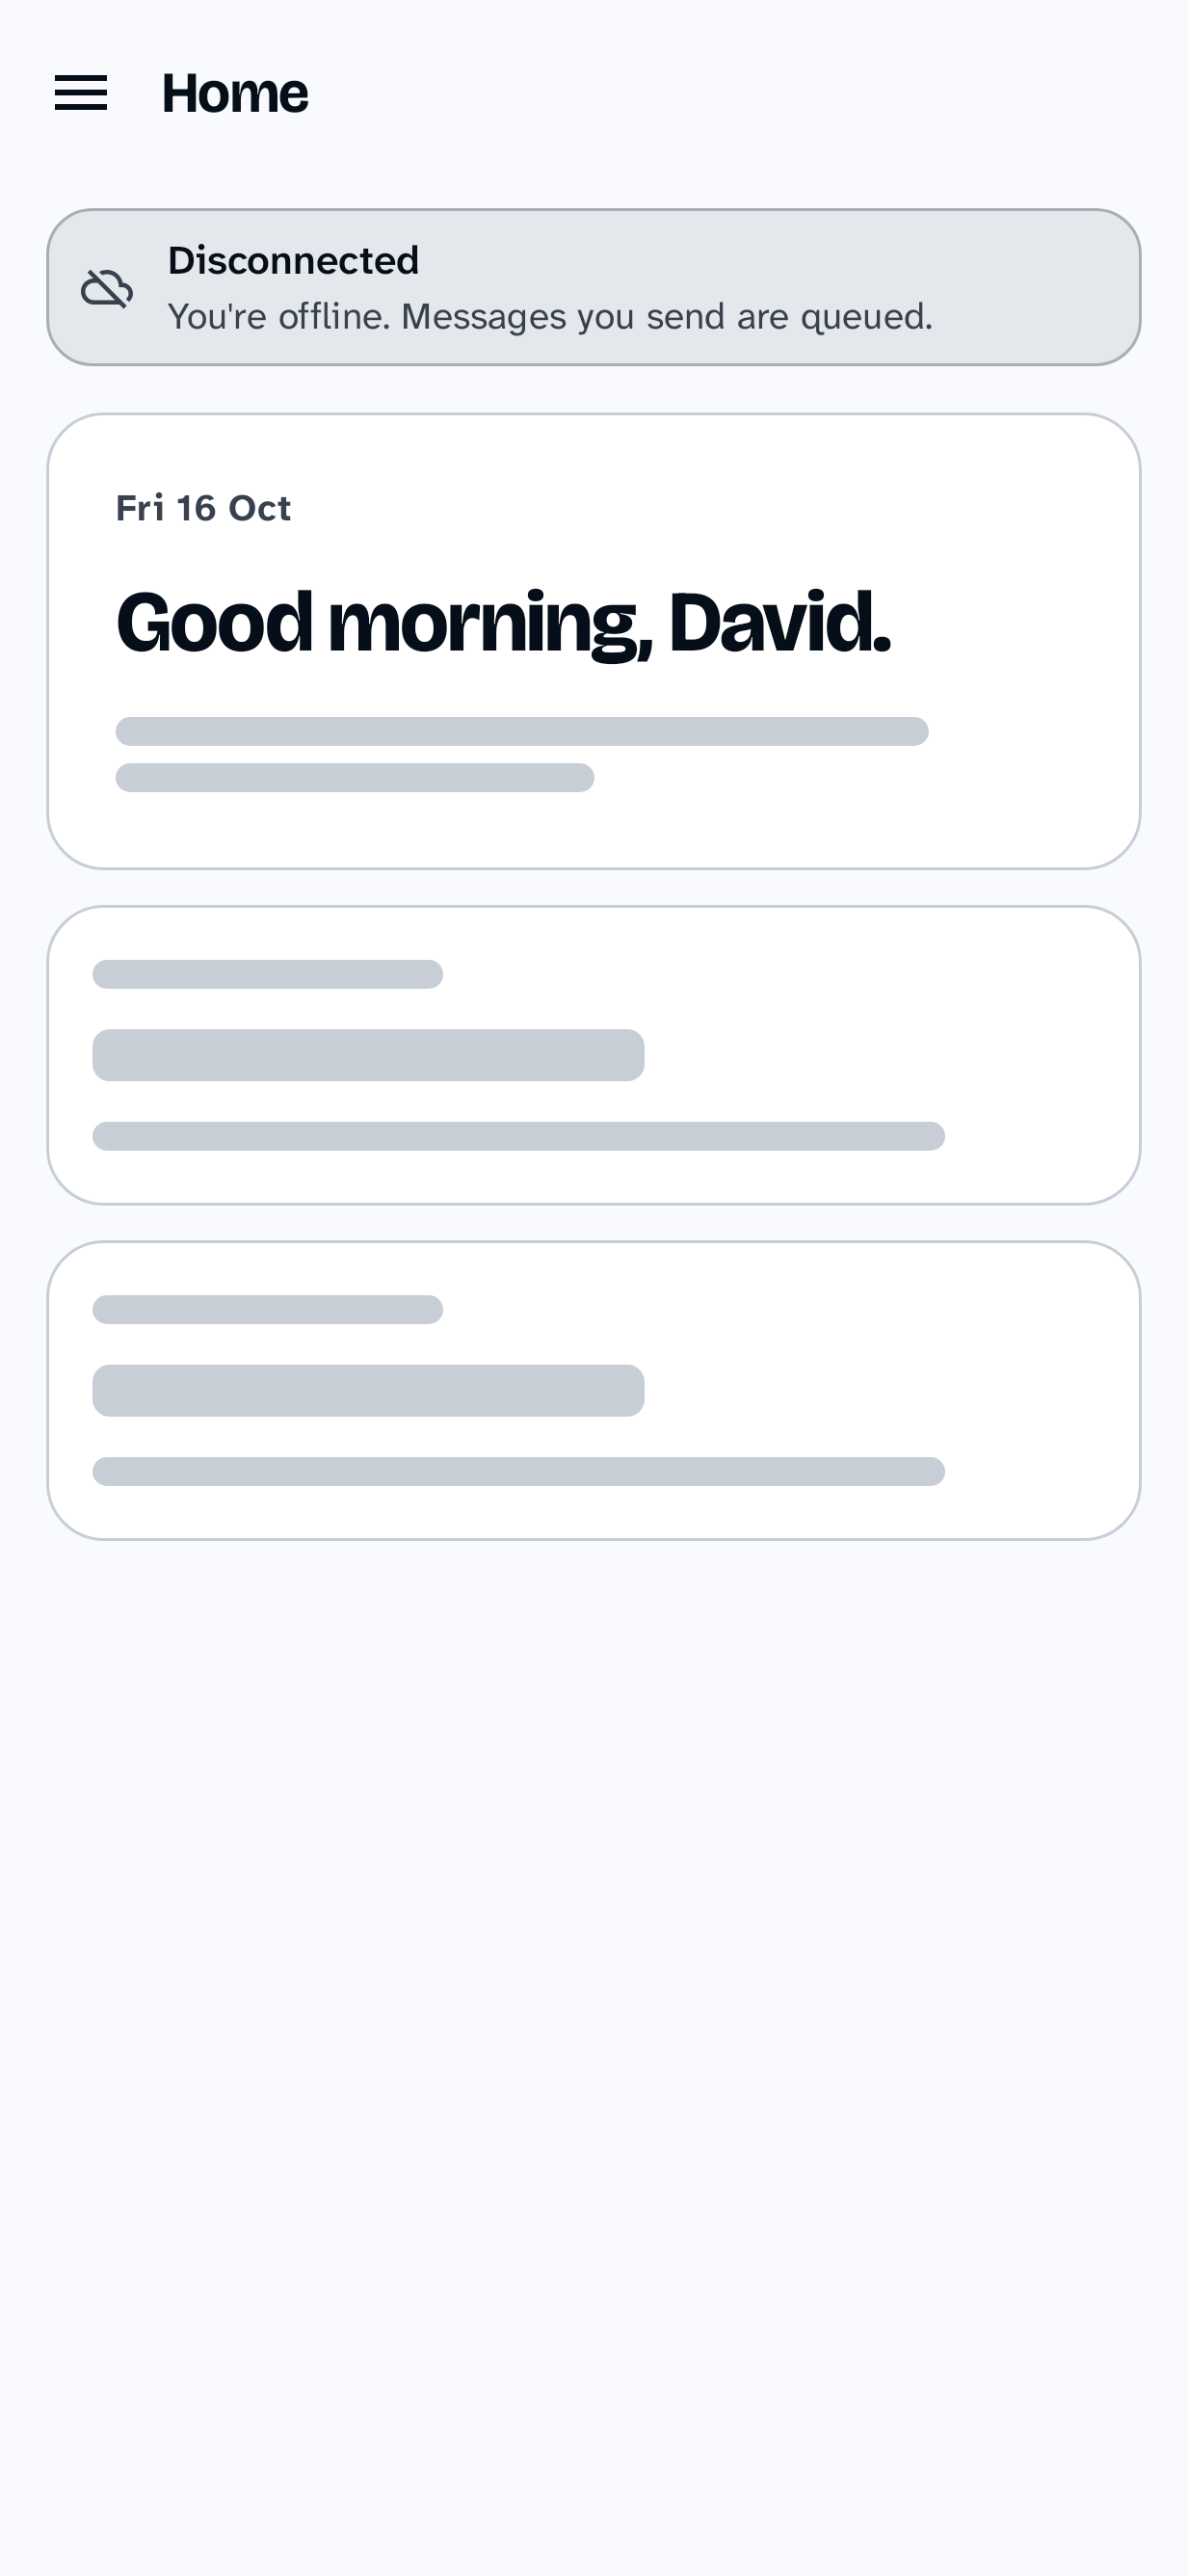 Home
Disconnected
You're offline. Messages you send are queued.
Fri 16 Oct
Good morning, David.